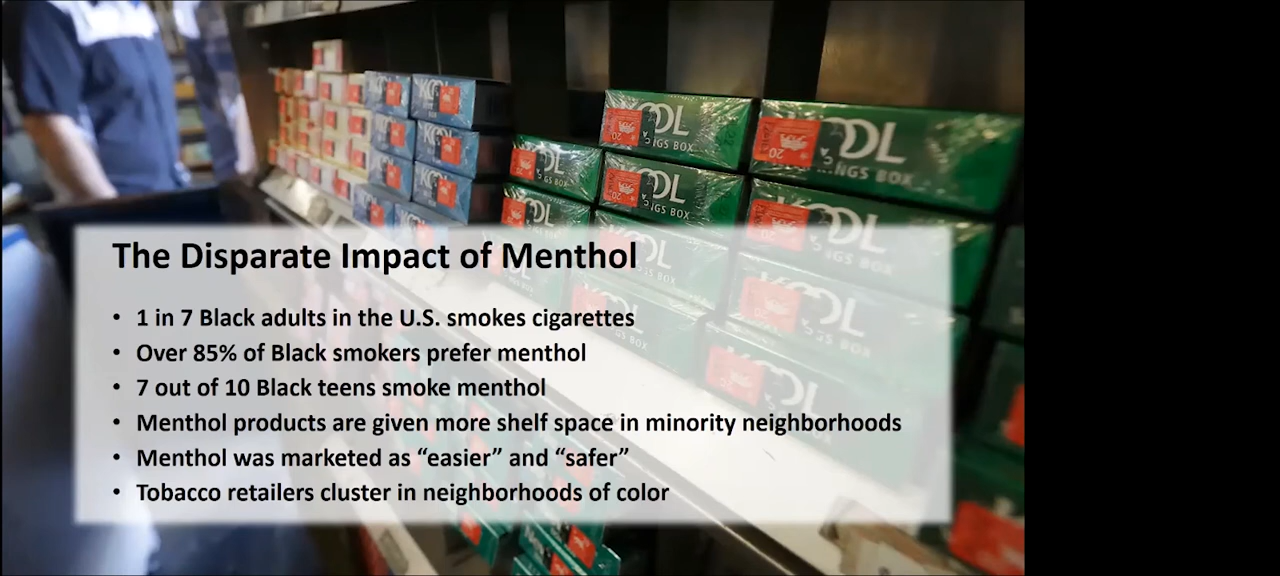 KOOL
KOOL
The Disparate Impact of Menthol
• 1 in 7 Black adults in the U.S. smokes cigarettes
• Over 85% of Black smokers prefer menthol
• 7 out of 10 Black teens smoke menthol
• Menthol products are given more shelf space in minority neighborhoods
• Menthol was marketed as “easier” and “safer”
• Tobacco retailers cluster in neighborhoods of color